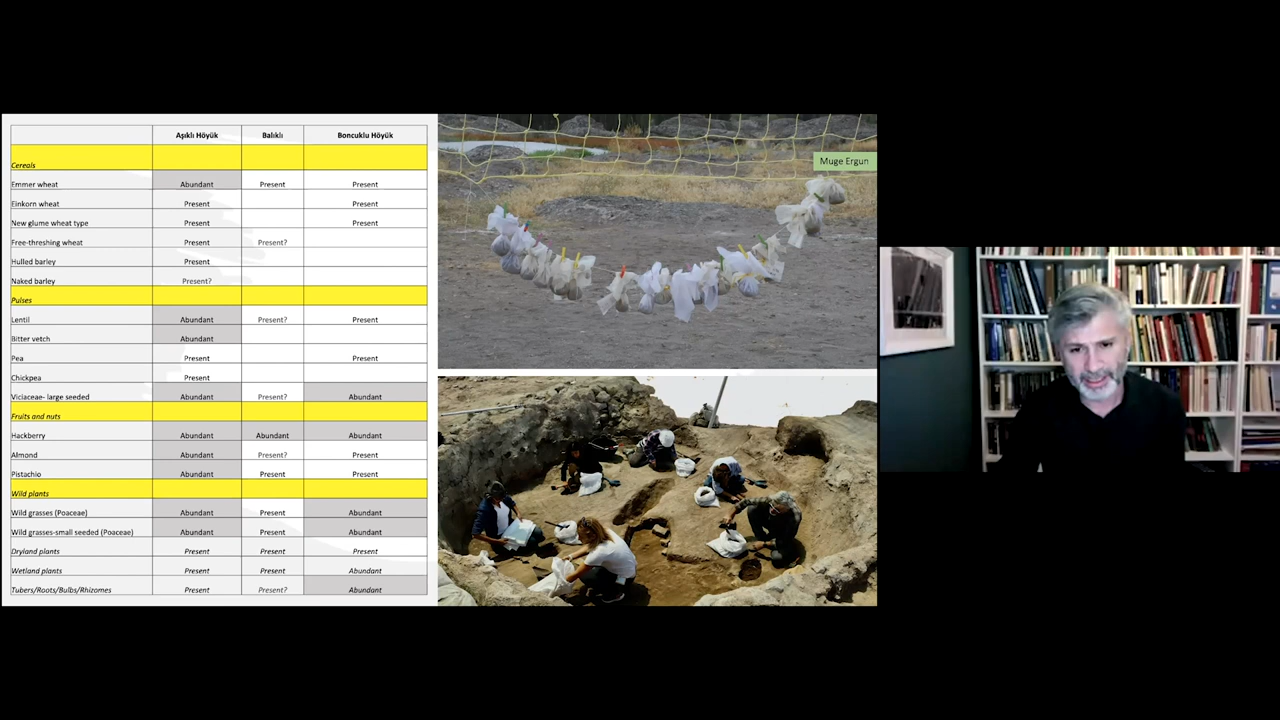 Aşıklı Höyük Balıklı Boncuklu Höyük
Cereals
Emmer wheat Abundant Present Present
Einkorn wheat Present Present
New glume wheat type Present Present
Free-threshing wheat Present Present?
Hulled barley Present
Naked barley Present?
Pulses
Lentil Abundant Present? Present
Bitter vetch Abundant
Pea Present Present
Chickpea Present
Viciaceae- large seeded Abundant Present? Abundant
Fruits and nuts
Hackberry Abundant Abundant Abundant
Almond Abundant Present? Present
Pistachio Abundant Present Present
Wild plants
Wild grasses (Poaceae) Abundant Present Abundant
Wild grasses-small seeded (Poaceae) Abundant Present Abundant
Dryland plants Present Present Present
Wetland plants Present Present Abundant
Tubers/Roots/Bulbs/Rhizomes Present Present? Abundant
Muge Ergun